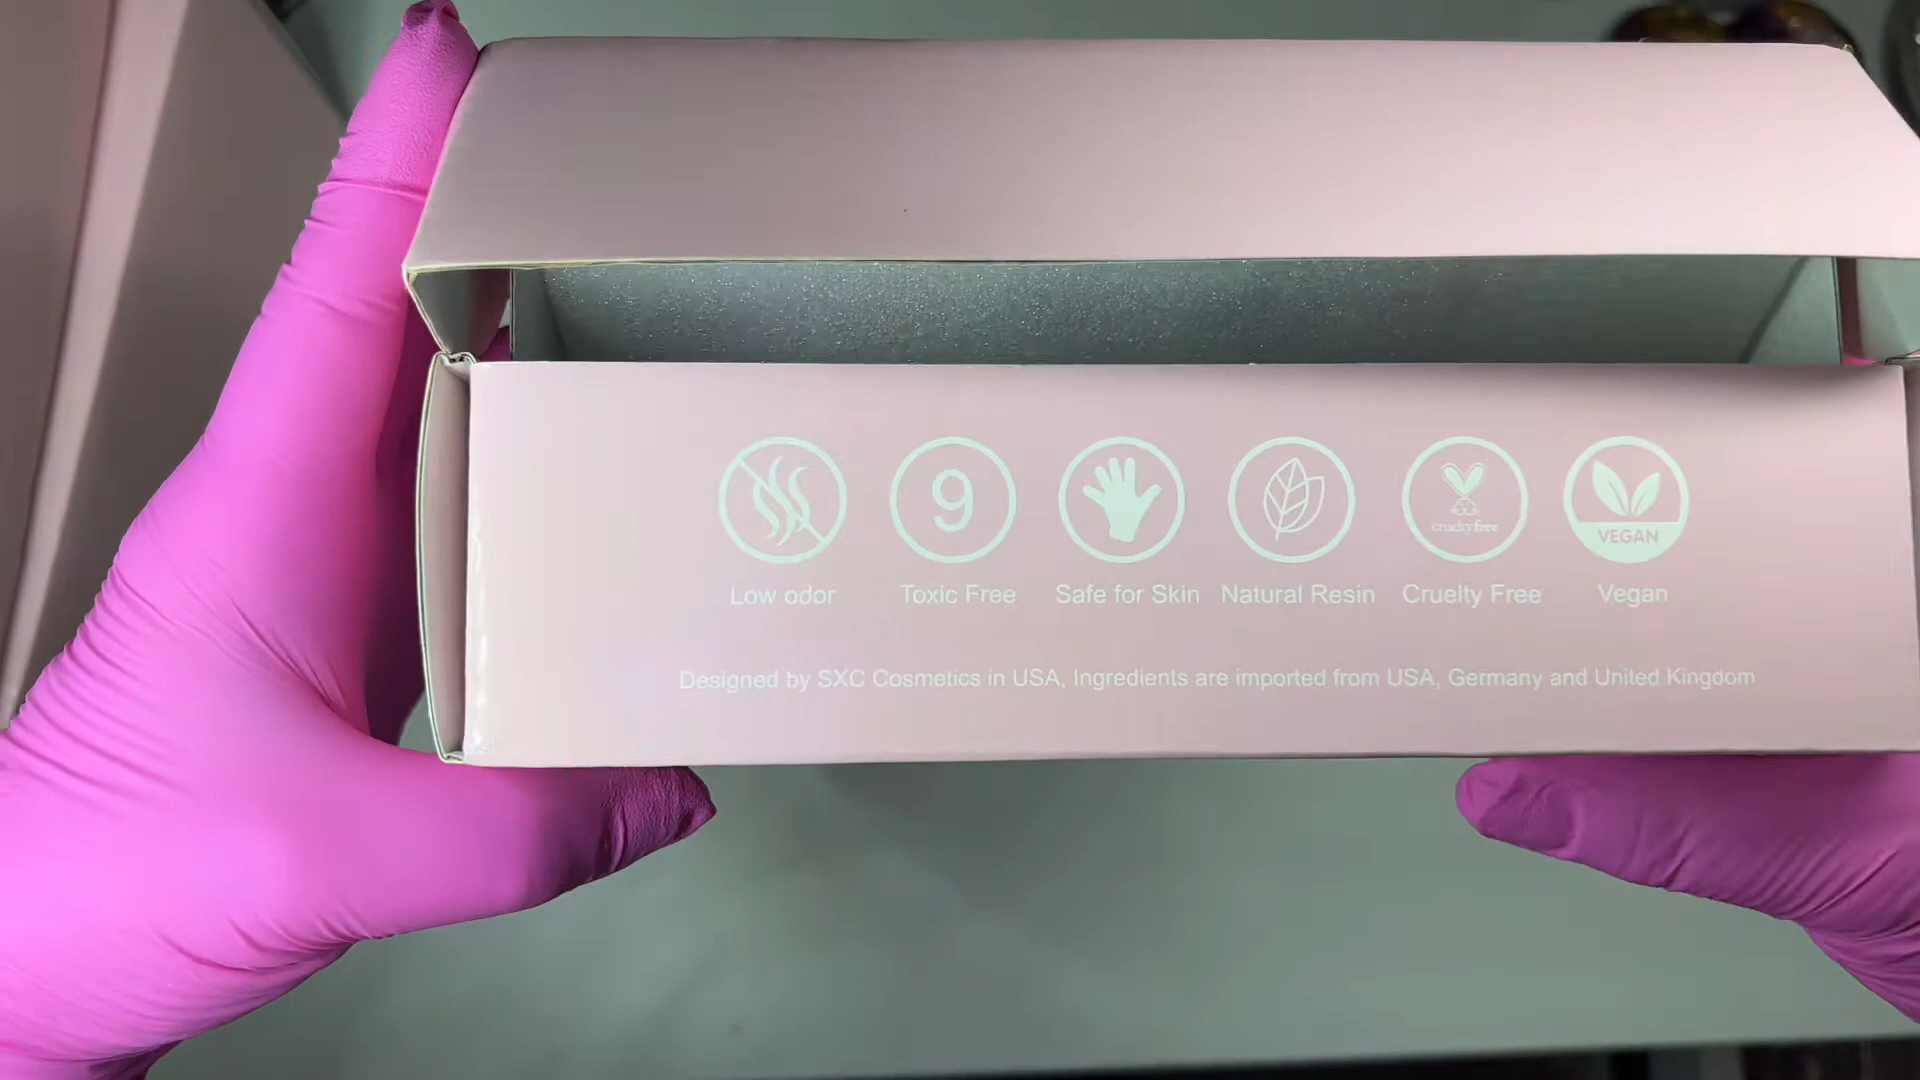 9
cruelty free
VEGAN
Low odor Toxic Free Safe for Skin Natural Resin Cruelty Free Vegan
Designed by SXC Cosmetics in USA, Ingredients are imported from USA, Germany and United Kingdom